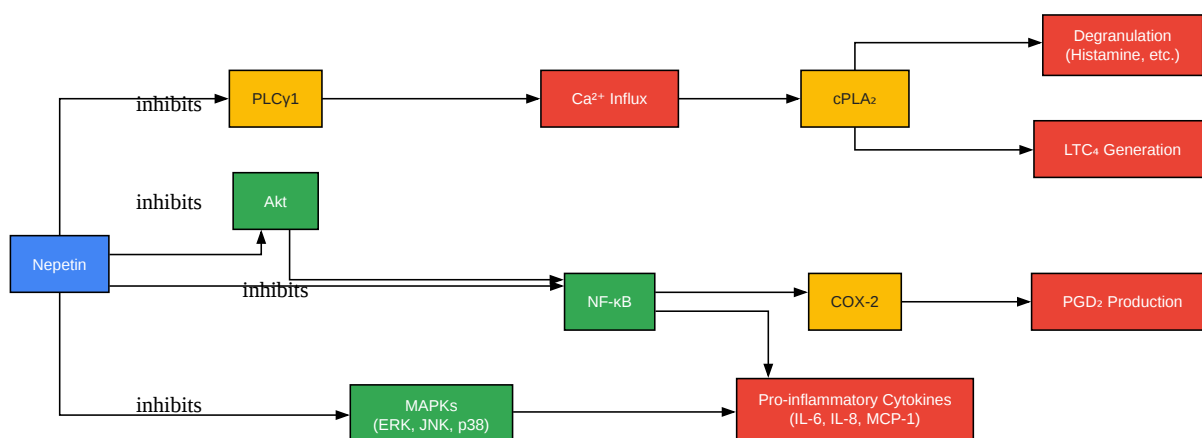 Degranulation
(Histamine, etc.)
inhibits
PLCγ1
Ca²⁺ Influx
cPLA₂
LTC₄ Generation
inhibits
Akt
Nepetin
inhibits
NF-κB
COX-2
PGD₂ Production
inhibits
MAPKs
(ERK, JNK, p38)
Pro-inflammatory Cytokines
(IL-6, IL-8, MCP-1)